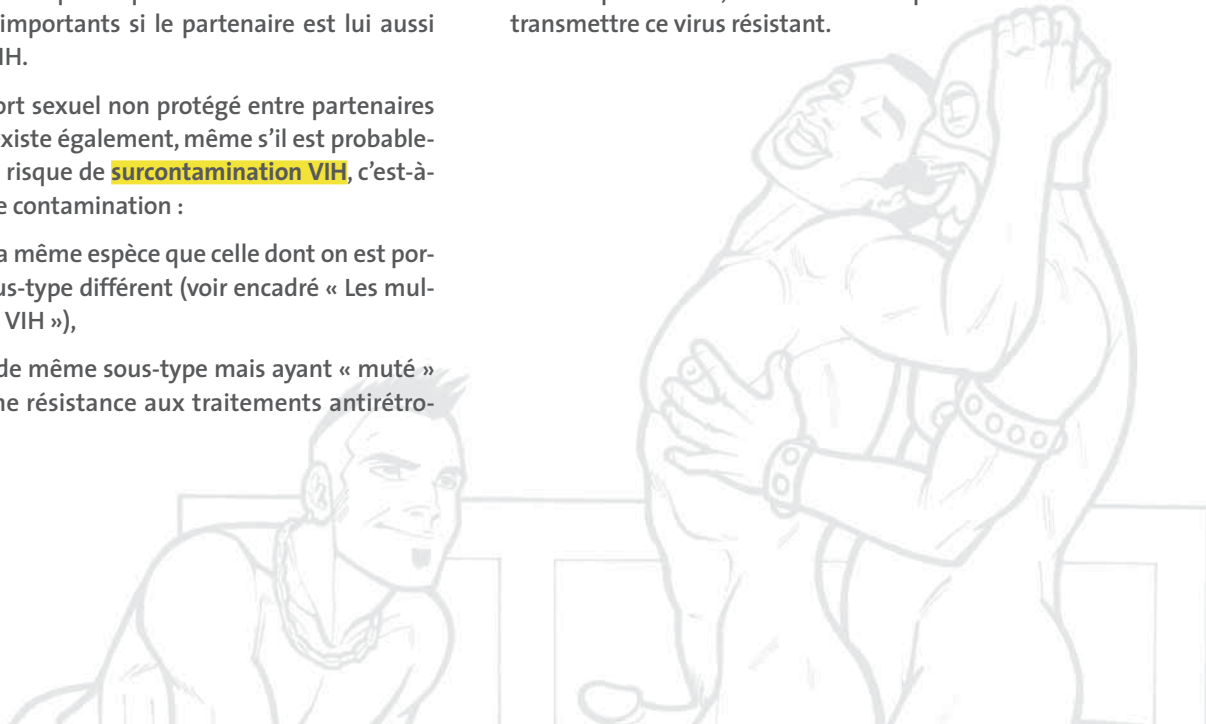 importants si le partenaire est lui aussi
IH.
ort sexuel non protégé entre partenaires
xiste également, même s’il est probable-
risque de surcontamination VIH, c’est-à-
e contamination :
a même espèce que celle dont on est por-
us-type différent (voir encadré « Les mul-
VIH »),
de même sous-type mais ayant « muté »
ne résistance aux traitements antirétro-
transmettre ce virus résistant.